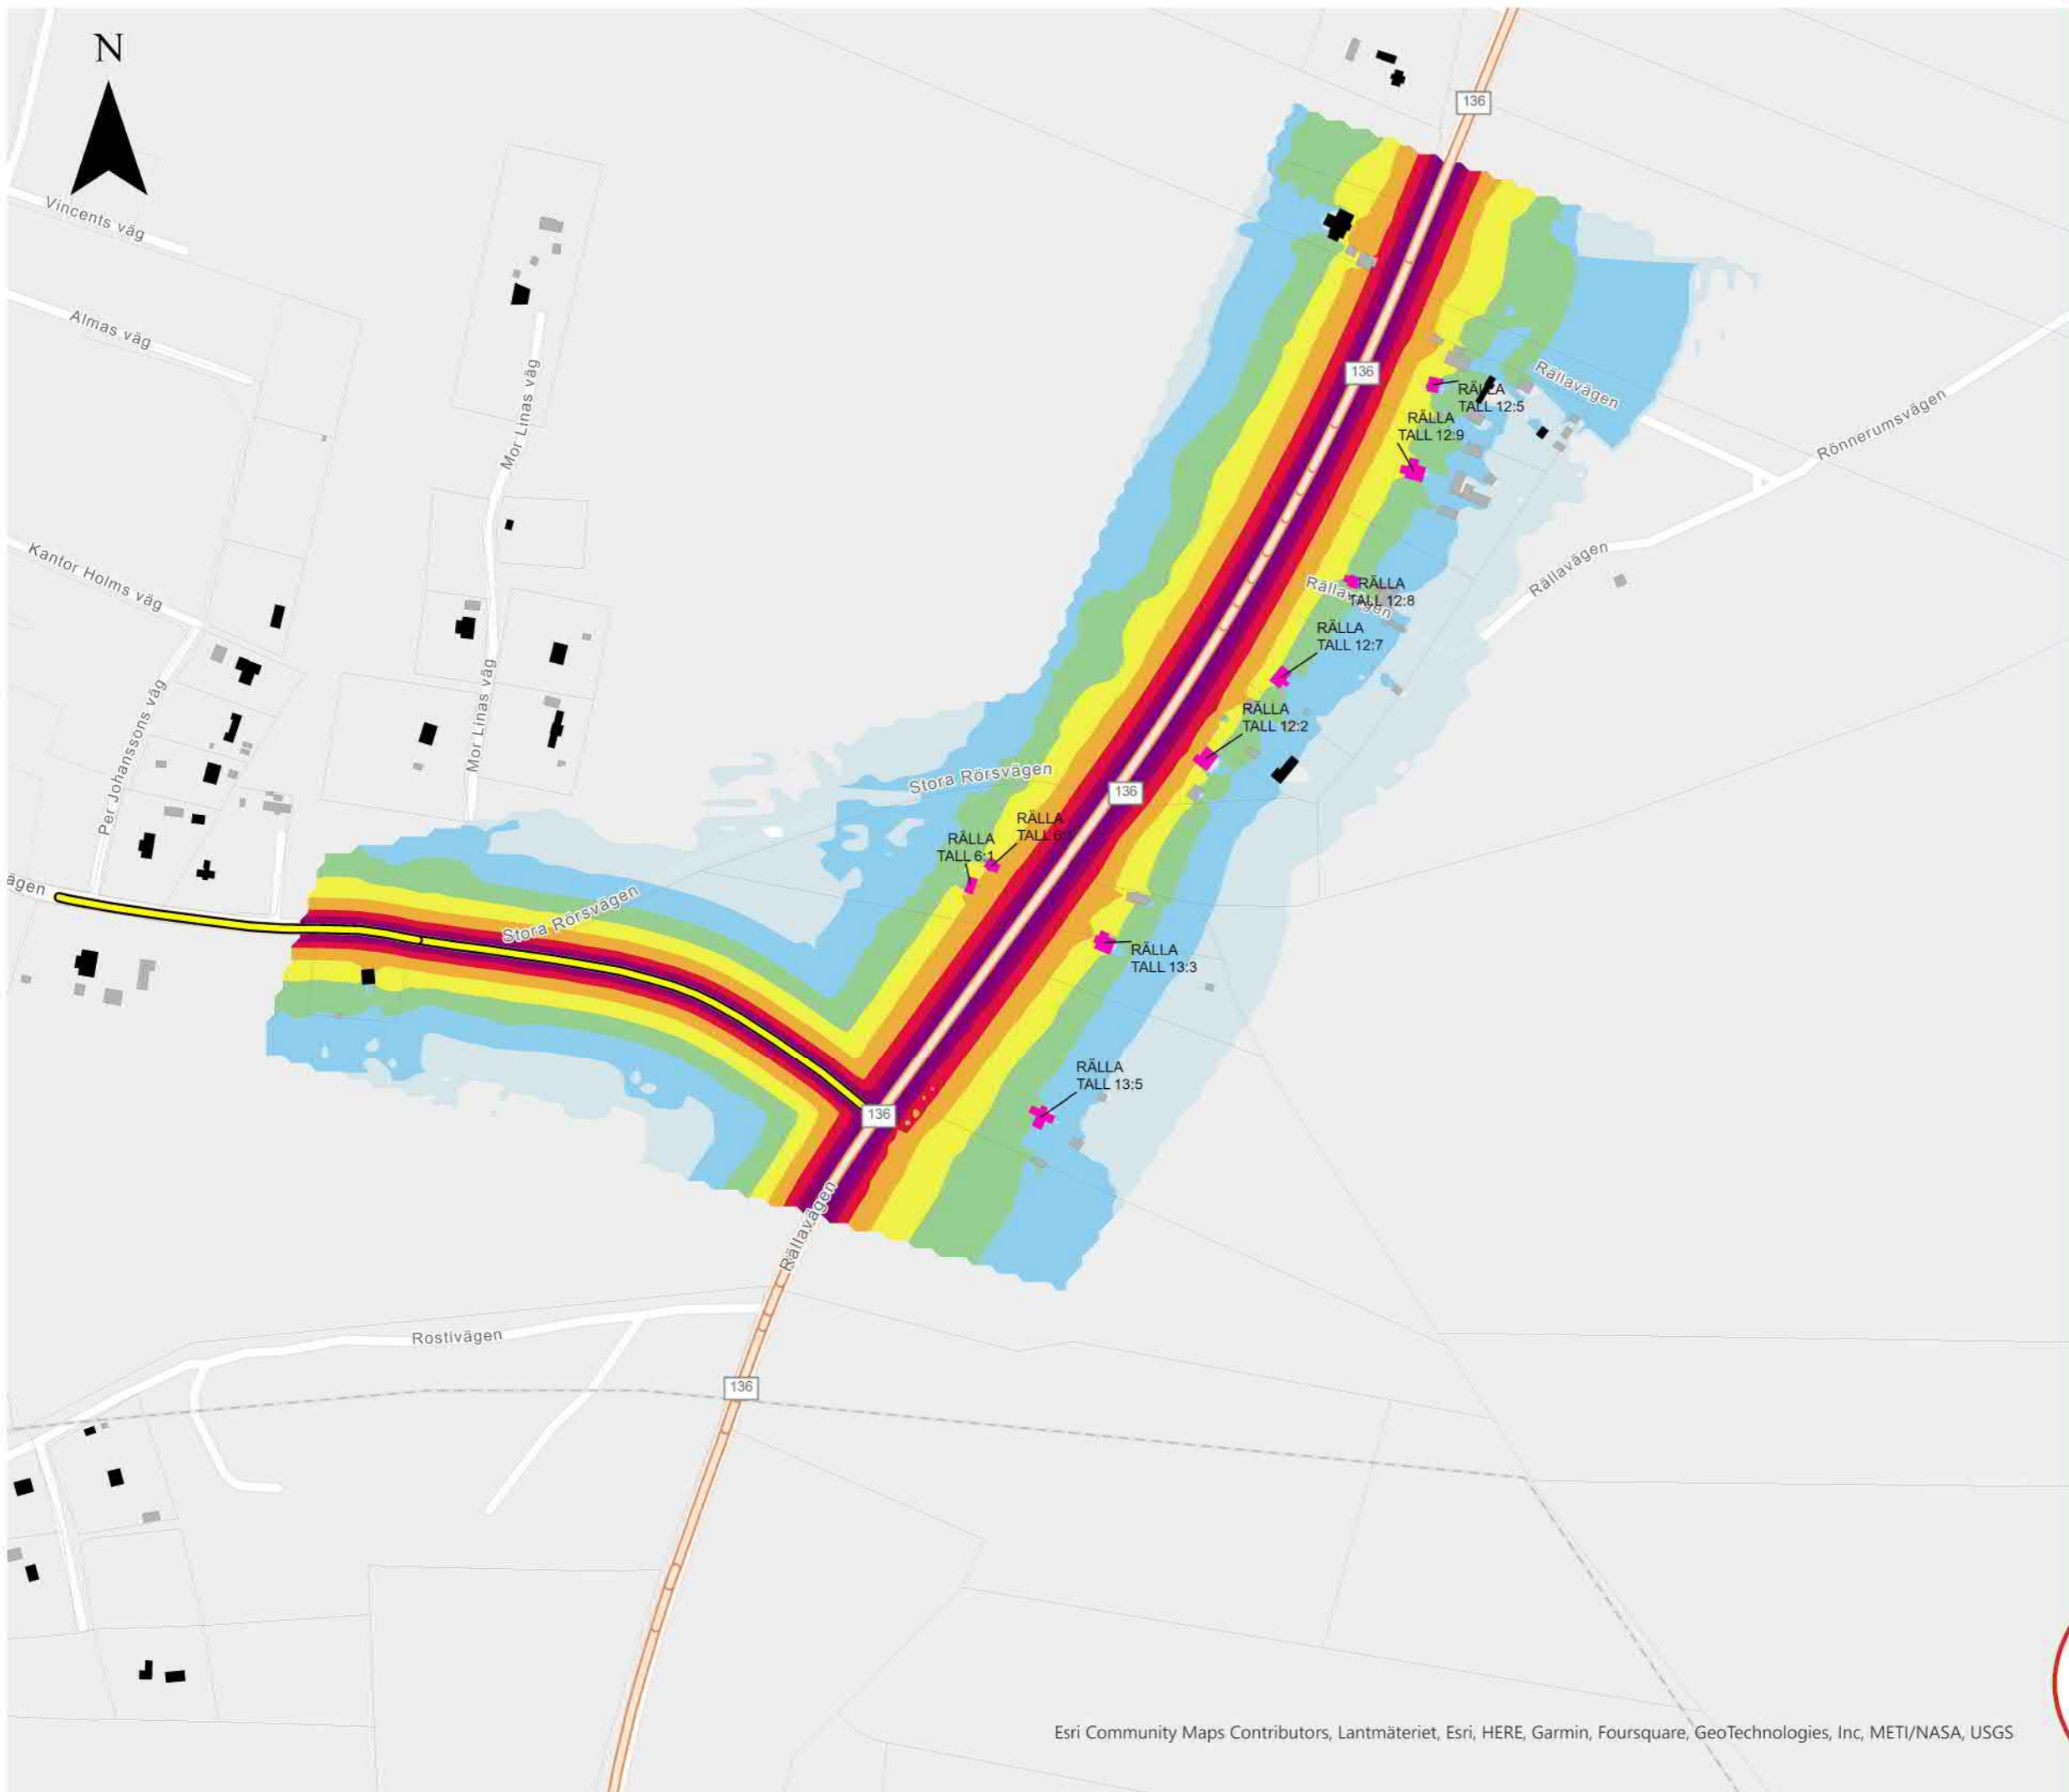 N
136
Vincents väg
Almas väg
Mor Linas väg
136
Rällavägen
RÄLLA
TALL 12:5
Rönnerumsvägen
RÄLLA
TALL 12:9
Kantor Holms väg
Rällavägen
Rällavägen
RÄLLA
TALL 12:8
RÄLLA
TALL 12:7
Per Johanssons väg
Mor Linas väg
RÄLLA
TALL 12:2
Stora Rörsvägen
136
RÄLLA
TALL 6:1
RÄLLA
TALL 6:1
ägen
Stora Rörsvägen
RÄLLA
TALL 13:3
RÄLLA
TALL 13:5
136
Rällavägen
Rostivägen
136
Esri Community Maps Contributors, Lantmäteriet, Esri, HERE, Garmin, Foursquare, GeoTechnologies, Inc, METI/NASA, USGS